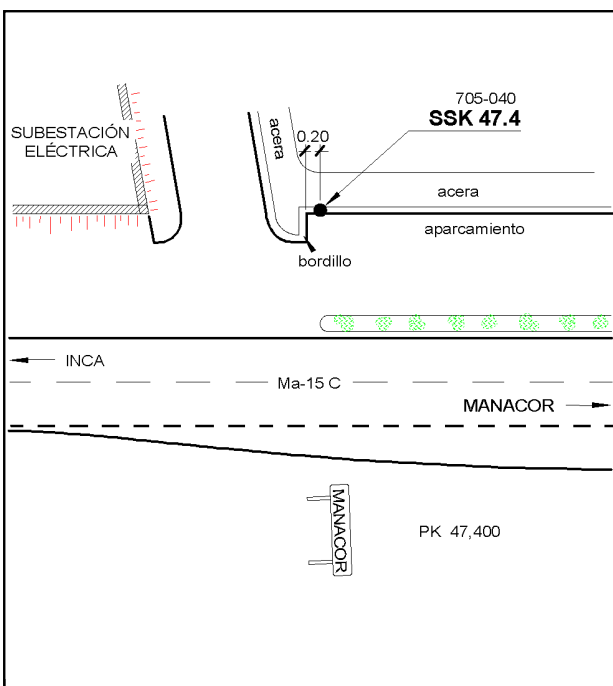 705-040
SSK 47.4
SUBESTACIÓN
ELÉCTRICA
acera
0.20
acera
aparcamiento
bordillo
INCA
Ma-15 C
MANACOR
MANACOR
PK 47,400